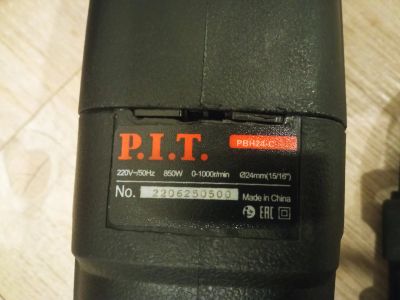 P.I.T. PBH24-C
220V~/50Hz 850W 0-1000r/min Ø24mm(15/16")
No. 2206250500 Made in China
EAC